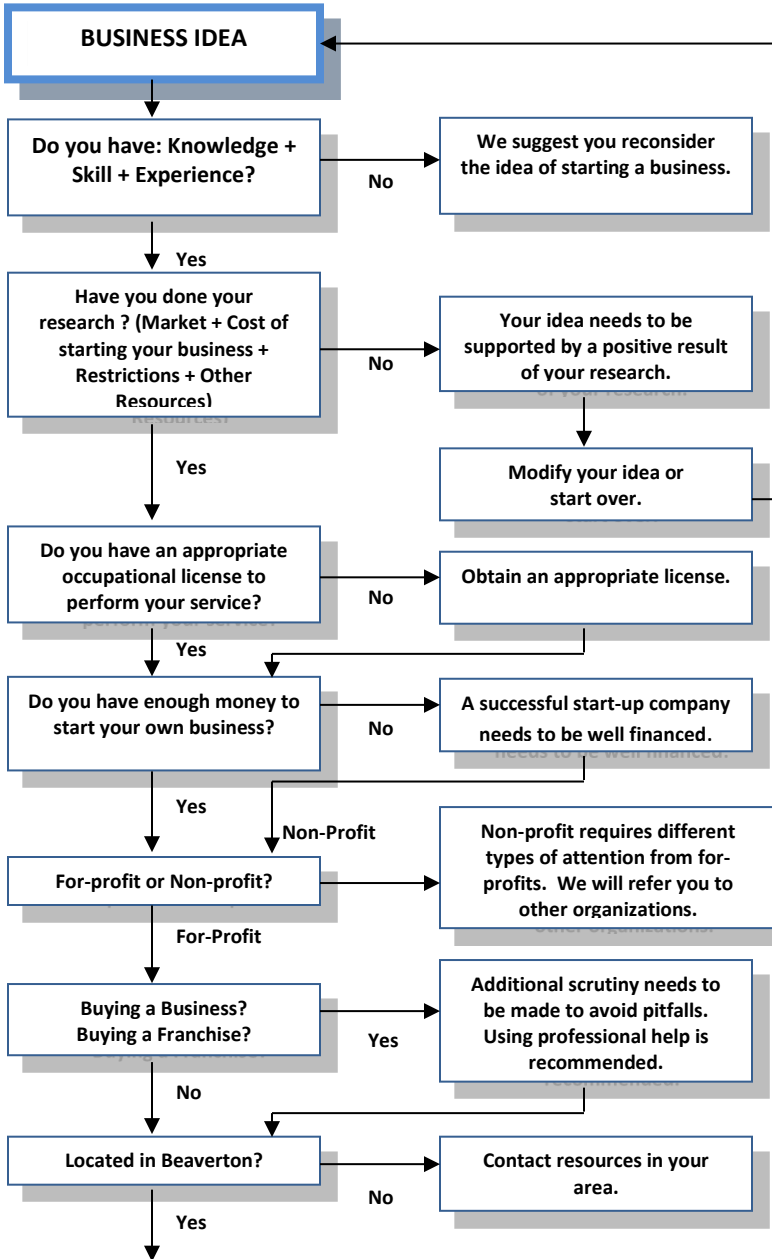 BUSINESS IDEA
Do you have: Knowledge +
Skill + Experience?
No
We suggest you reconsider
the idea of starting a business.
Yes
Have you done your
research ? (Market + Cost of
starting your business +
Restrictions + Other
Resources)
No
Your idea needs to be
supported by a positive result
of your research.
Yes
Modify your idea or
start over.
Do you have an appropriate
occupational license to
perform your service?
No
Obtain an appropriate license.
Yes
Do you have enough money to
start your own business?
No
A successful start-up company
needs to be well financed.
Yes
Non-Profit
For-profit or Non-profit?
Non-profit requires different
types of attention from for-
profits. We will refer you to
other organizations.
For-Profit
Buying a Business?
Buying a Franchise?
Yes
Additional scrutiny needs to
be made to avoid pitfalls.
Using professional help is
recommended.
No
Located in Beaverton?
No
Contact resources in your
area.
Yes